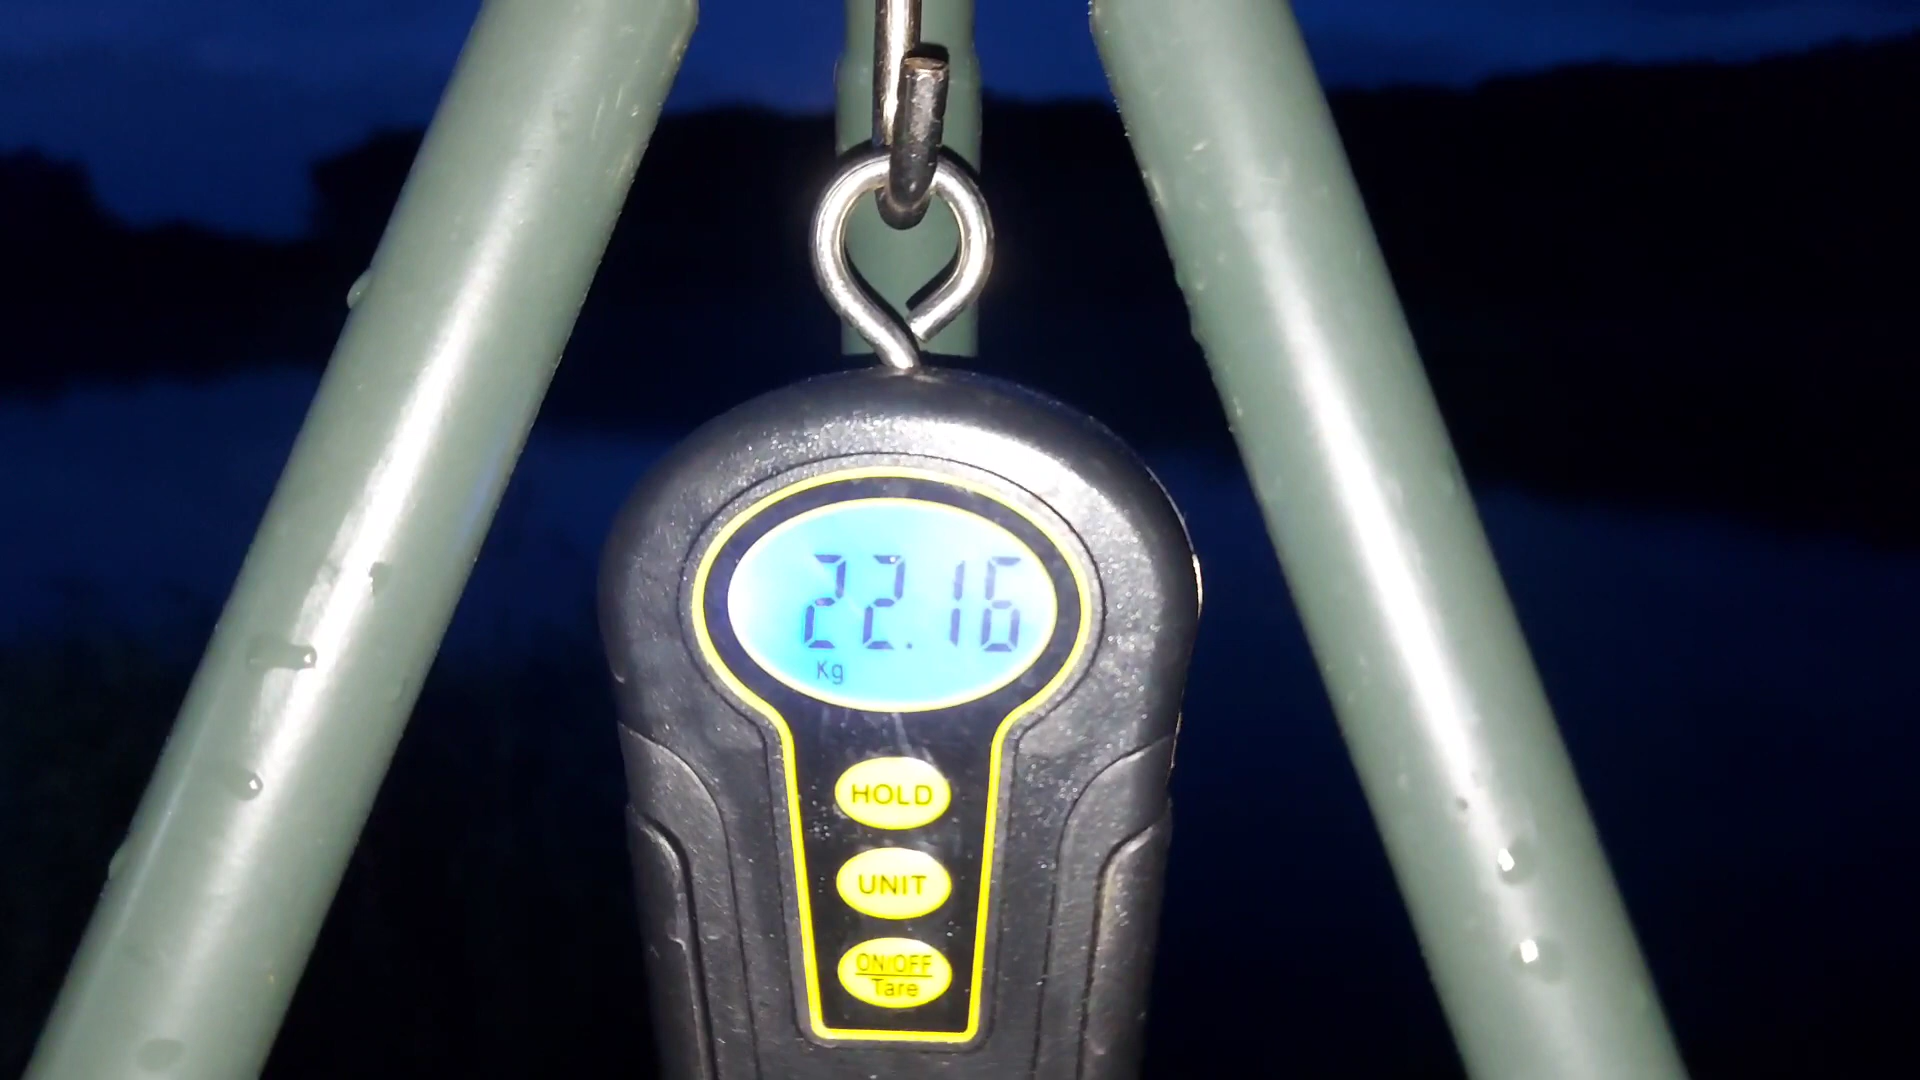 22.16
Kg
HOLD
UNIT
ON/OFF
Tare